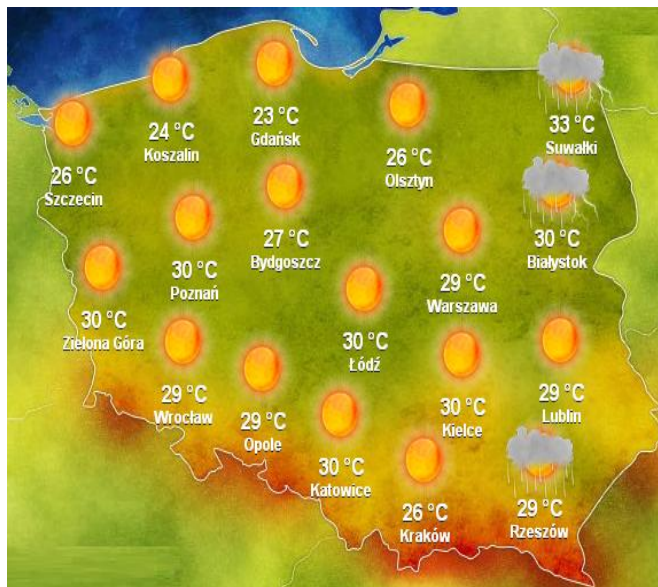 23 °C
Gdańsk
33 °C
Suwałki
24 °C
Koszalin
26 °C
Olsztyn
26 °C
Szczecin
27 °C
Bydgoszcz
30 °C
Białystok
30 °C
Poznań
29 °C
Warszawa
30 °C
Zielona Góra
30 °C
Łódź
29 °C
Wrocław
29 °C
Opole
30 °C
Kielce
29 °C
Lublin
30 °C
Katowice
26 °C
Kraków
29 °C
Rzeszów